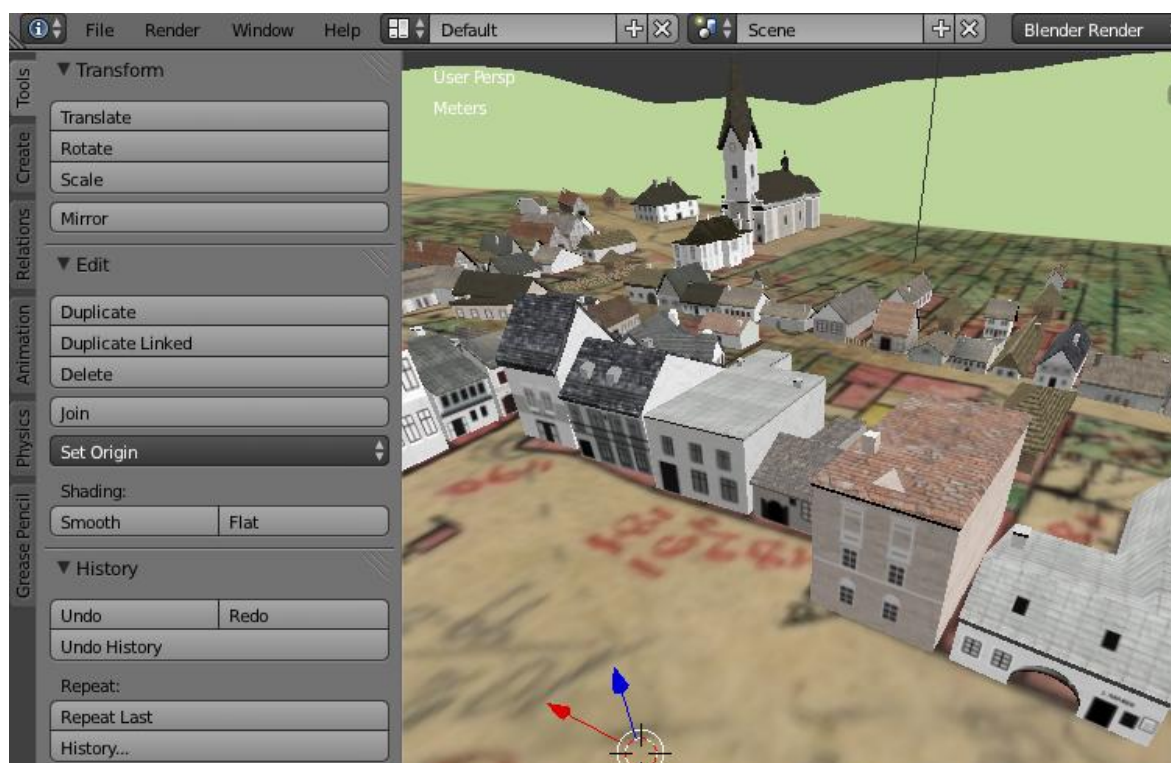 File Render Window Help Default Scene Blender Render
Tools
Create
Relations
Animation
Physics
Grease Pencil
Transform
Translate
Rotate
Scale
Mirror
Edit
Duplicate
Duplicate Linked
Delete
Join
Set Origin
Shading:
Smooth Flat
History
Undo Redo
Undo History
Repeat:
Repeat Last
History...
User Persp
Meters